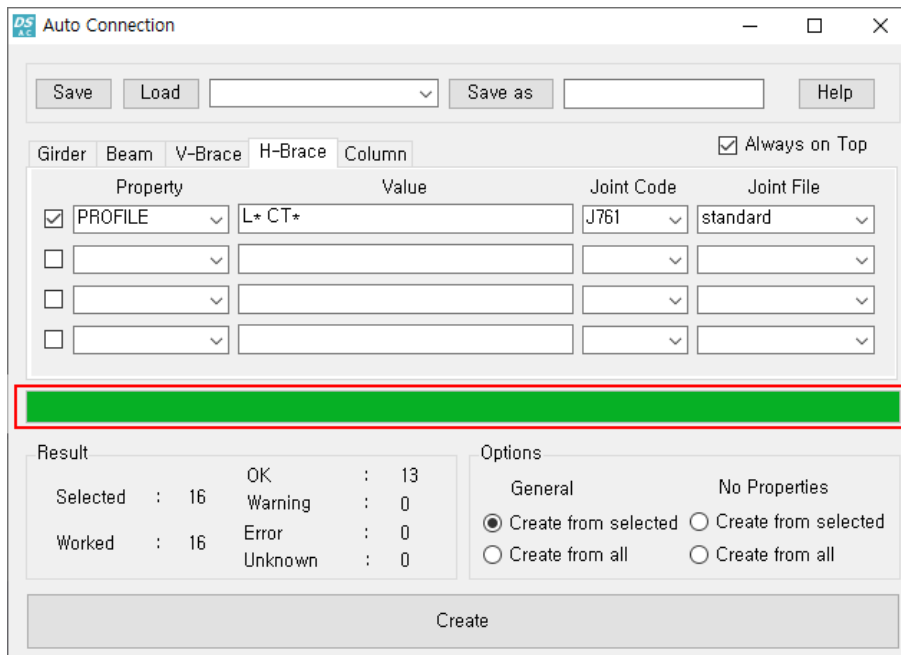 DS AC Auto Connection
Save Load Save as Help
Girder Beam V-Brace H-Brace Column Always on Top
Property Value Joint Code Joint File
PROFILE L* CT* J761 standard
Result
Selected : 16
Worked : 16
OK : 13
Warning : 0
Error : 0
Unknown : 0
Options
General No Properties
Create from selected Create from selected
Create from all Create from all
Create